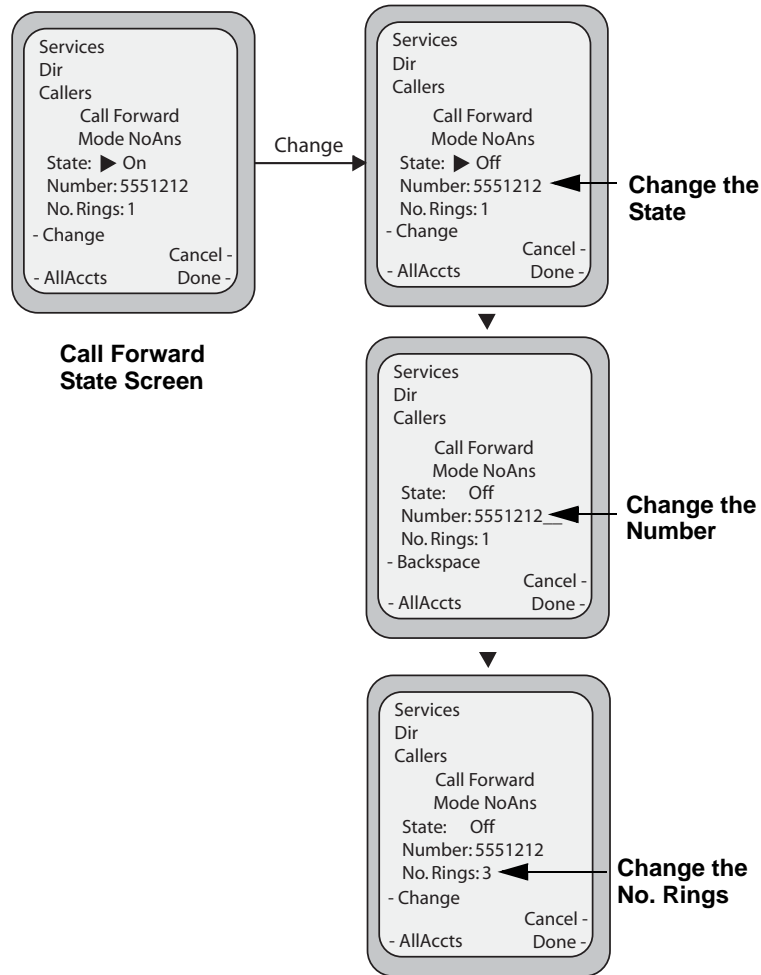 Services
Dir
Callers
Call Forward
Mode NoAns
State: ▶ On
Number: 5551212
No. Rings: 1
- Change
Cancel -
- AllAccts Done -
Call Forward
State Screen
Change
Services
Dir
Callers
Call Forward
Mode NoAns
State: ▶ Off
Number: 5551212
No. Rings: 1
- Change
Cancel -
- AllAccts Done -
Change the
State
Services
Dir
Callers
Call Forward
Mode NoAns
State: Off
Number: 5551212__
No. Rings: 1
- Backspace
Cancel -
- AllAccts Done -
Change the
Number
Services
Dir
Callers
Call Forward
Mode NoAns
State: Off
Number: 5551212
No. Rings: 3
- Change
Cancel -
- AllAccts Done -
Change the
No. Rings